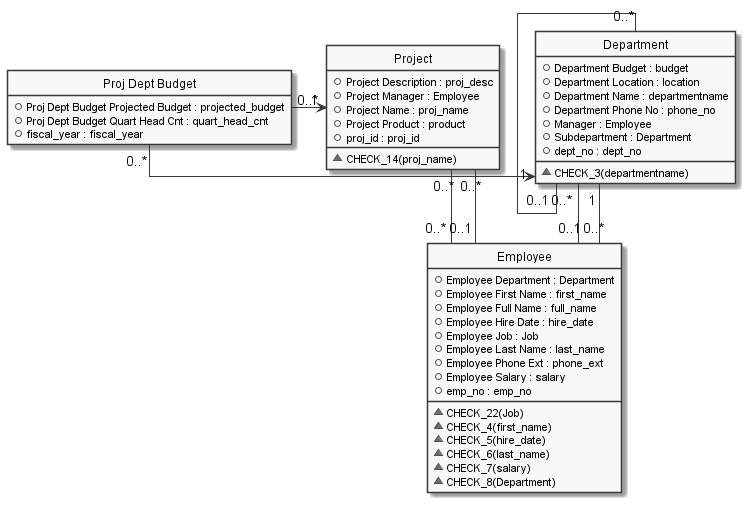 0..*
Project
Department
Proj Dept Budget
Project Description : proj_desc
Project Manager : Employee
Project Name : proj_name
Project Product : product
proj_id : proj_id
CHECK_14(proj_name)
Department Budget : budget
Department Location : location
Department Name : departmentname
Department Phone No : phone_no
Manager : Employee
Subdepartment : Department
dept_no : dept_no
CHECK_3(departmentname)
Proj Dept Budget Projected Budget : projected_budget
Proj Dept Budget Quart Head Cnt : quart_head_cnt
fiscal_year : fiscal_year
0..*
1
0..*
1
0..*
0..*
0..1
0..*
1
0..*
0..1
0..1
0..*
Employee
Employee Department : Department
Employee First Name : first_name
Employee Full Name : full_name
Employee Hire Date : hire_date
Employee Job : Job
Employee Last Name : last_name
Employee Phone Ext : phone_ext
Employee Salary : salary
emp_no : emp_no
CHECK_22(Job)
CHECK_4(first_name)
CHECK_5(hire_date)
CHECK_6(last_name)
CHECK_7(salary)
CHECK_8(Department)